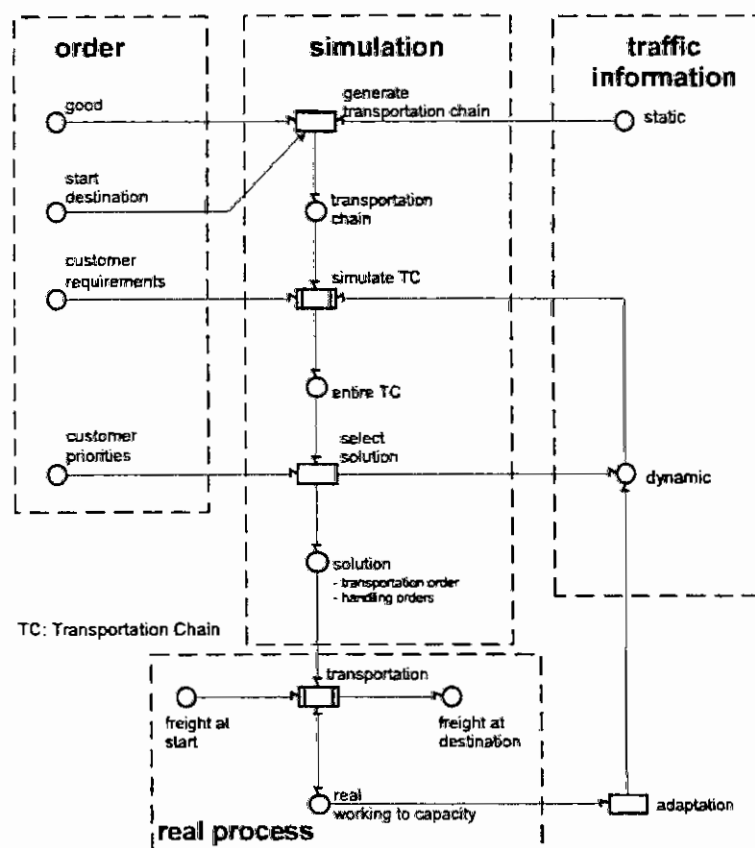 order
simulation
traffic
information
good
generate
transportation chain
static
start
destination
transportation
chain
customer
requirements
simulate TC
entire TC
customer
priorities
select
solution
dynamic
solution
- transportation order
- handling orders
TC: Transportation Chain
transportation
freight at
start
freight at
destination
real
working to capacity
adaptation
real process